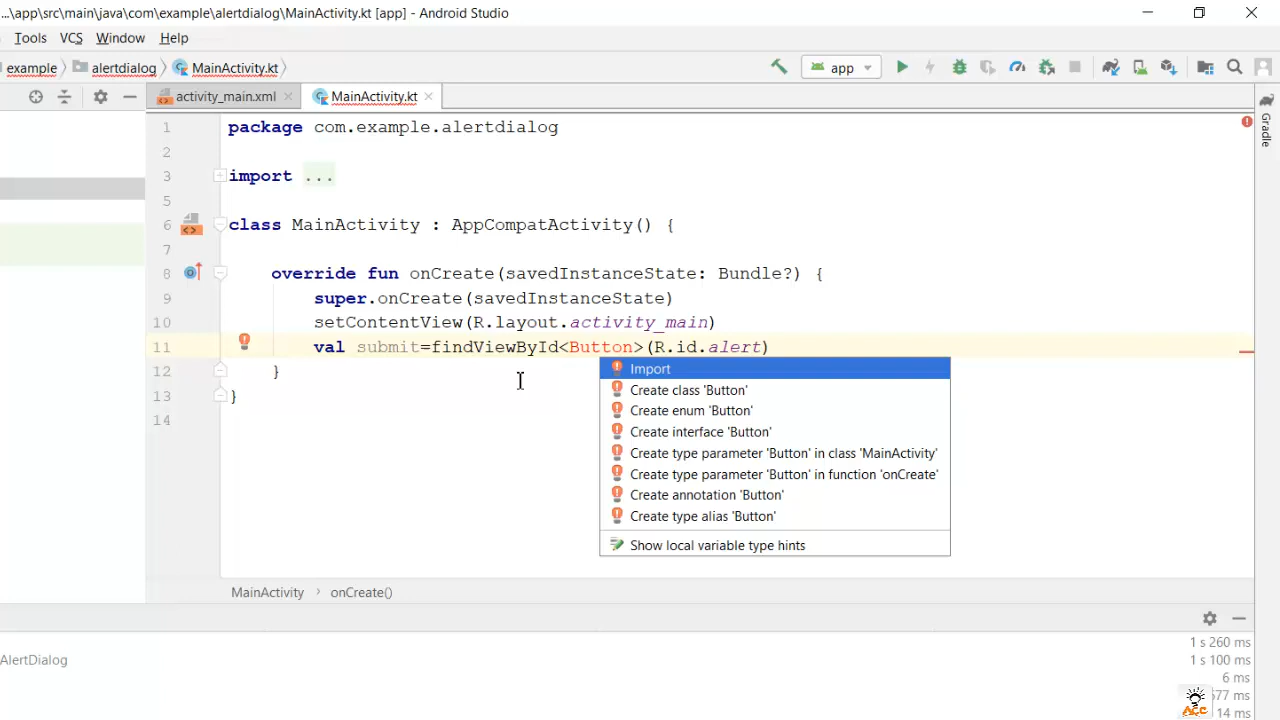 ...\app\src\main\java\com\example\alertdialog\MainActivity.kt [app] - Android Studio
Tools VCS Window Help
example alertdialog MainActivity.kt app
activity_main.xml MainActivity.kt
1 package com.example.alertdialog
2
3 import ...
4
5
6 class MainActivity : AppCompatActivity() {
7
8 override fun onCreate(savedInstanceState: Bundle?) {
9 super.onCreate(savedInstanceState)
10 setContentView(R.layout.activity_main)
11 val submit=findViewById<Button>(R.id.alert)
12 }
13 }
14
Import
Create class 'Button'
Create enum 'Button'
Create interface 'Button'
Create type parameter 'Button' in class 'MainActivity'
Create type parameter 'Button' in function 'onCreate'
Create annotation 'Button'
Create type alias 'Button'
Show local variable type hints
Gradle
MainActivity › onCreate()
1 s 260 ms
AlertDialog 1 s 100 ms
6 ms
77 ms
14 ms